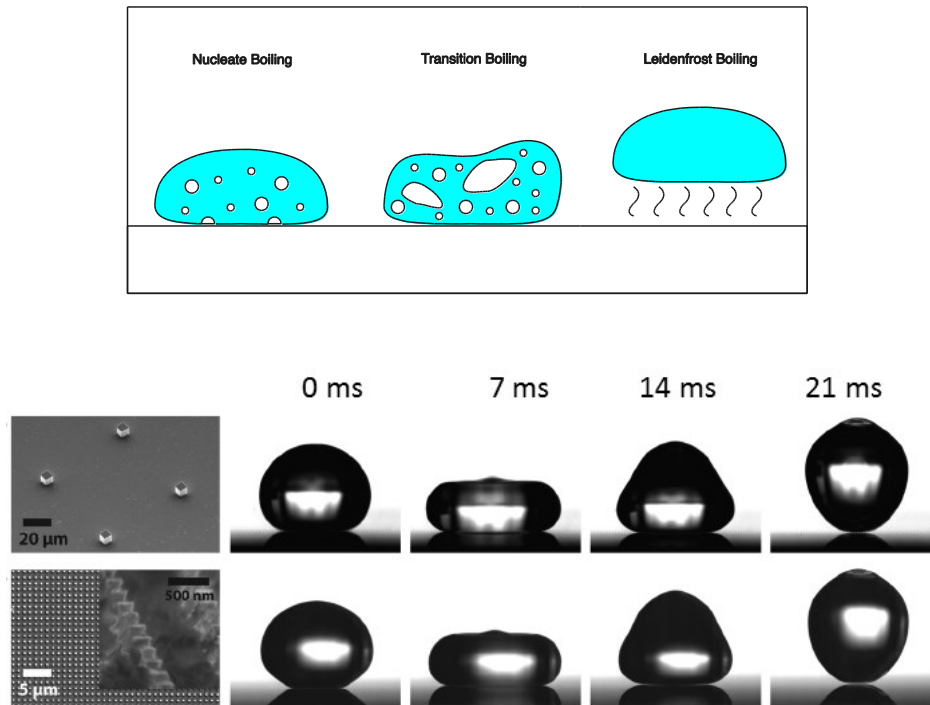 Nucleate Boiling
Transition Boiling
Leidenfrost Boiling
0 ms
7 ms
14 ms
21 ms
20 μm
500 nm
5 μm